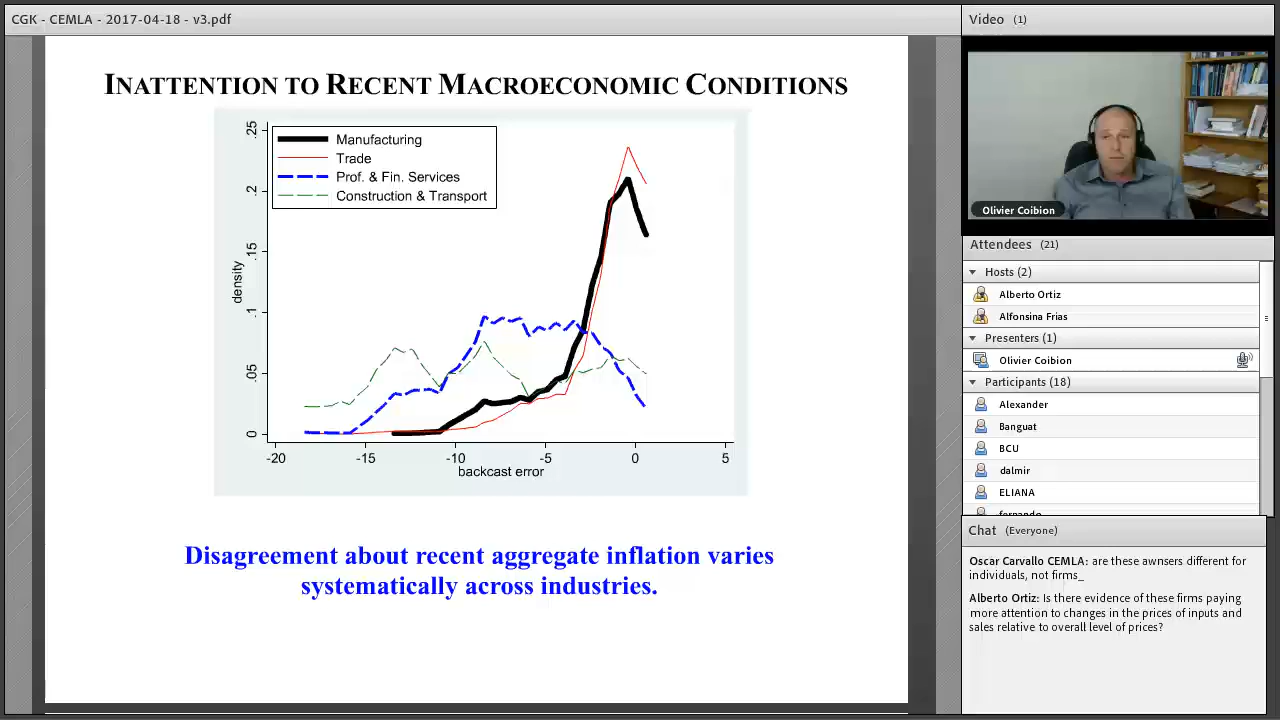 CGK - CEMLA - 2017-04-18 - v3.pdf
INATTENTION TO RECENT MACROECONOMIC CONDITIONS
Manufacturing
Trade
Prof. & Fin. Services
Construction & Transport
.25
.2
.15
.1
.05
0
density
-20
-15
-10
-5
0
5
backcast error
Disagreement about recent aggregate inflation varies
systematically across industries.
Video (1)
Olivier Coibion
Attendees (21)
Hosts (2)
Alberto Ortiz
Alfonsina Frias
Presenters (1)
Olivier Coibion
Participants (18)
Alexander
Banguat
BCU
dalmir
ELIANA
Chat (Everyone)
Oscar Carvallo CEMLA: are these awnsers different for
individuals, not firms_
Alberto Ortiz: Is there evidence of these firms paying
more attention to changes in the prices of inputs and
sales relative to overall level of prices?